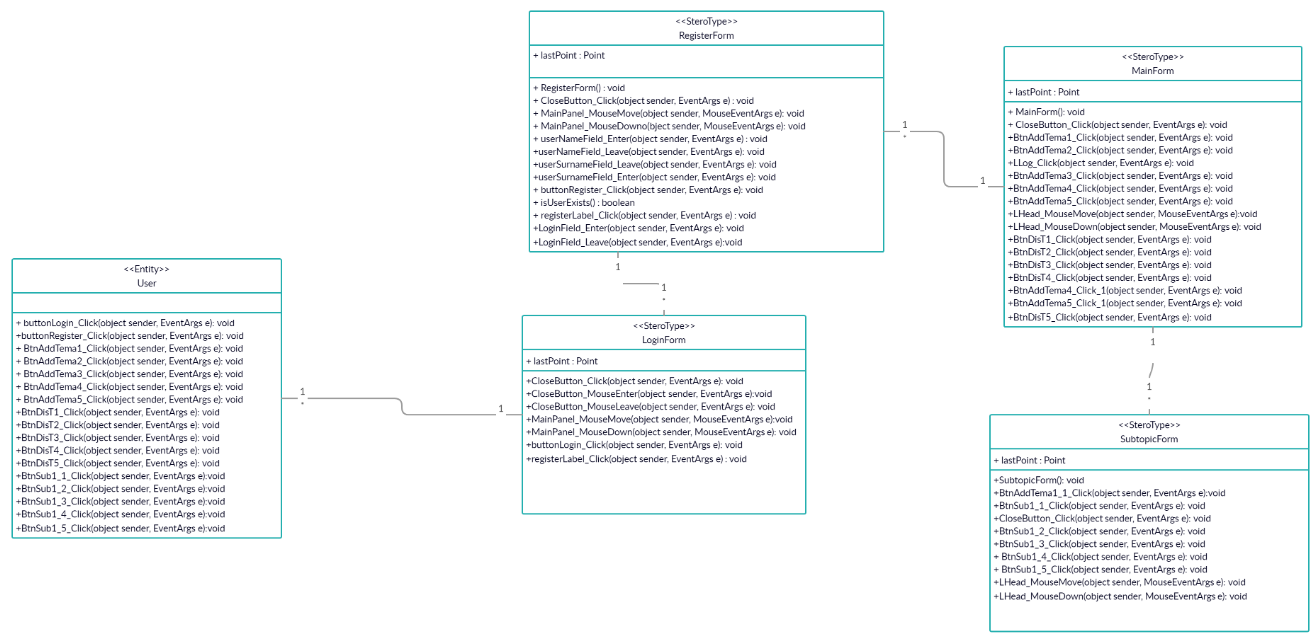 <<SteroType>>
RegisterForm
+ lastPoint : Point
+ RegisterForm() : void
+ CloseButton_Click(object sender, EventArgs e) : void
+ MainPanel_MouseMove(object sender, MouseEventArgs e): void
+ MainPanel_MouseDowno(bject sender, MouseEventArgs e): void
+ userNameField_Enter(object sender, EventArgs e) : void
+userNameField_Leave(object sender, EventArgs e): void
+userSurnameField_Leave(object sender, EventArgs e): void
+userSurnameField_Enter(object sender, EventArgs e): void
+ buttonRegister_Click(object sender, EventArgs e): void
+ isUserExists() : boolean
+ registerLabel_Click(object sender, EventArgs e) : void
+LoginField_Enter(object sender, EventArgs e): void
+LoginField_Leave(object sender, EventArgs e):void
1
*
1
<<SteroType>>
MainForm
+ lastPoint : Point
+ MainForm(): void
+ CloseButton_Click(object sender, EventArgs e): void
+BtnAddTema1_Click(object sender, EventArgs e): void
+BtnAddTema2_Click(object sender, EventArgs e): void
+LLog_Click(object sender, EventArgs e): void
+BtnAddTema3_Click(object sender, EventArgs e): void
+BtnAddTema4_Click(object sender, EventArgs e): void
+BtnAddTema5_Click(object sender, EventArgs e): void
+LHead_MouseMove(object sender, MouseEventArgs e):void
+LHead_MouseDown(object sender, MouseEventArgs e): void
+BtnDisT1_Click(object sender, EventArgs e): void
+BtnDisT2_Click(object sender, EventArgs e): void
+BtnDisT3_Click(object sender, EventArgs e): void
+BtnDisT4_Click(object sender, EventArgs e): void
+BtnAddTema4_Click_1(object sender, EventArgs e): void
+BtnAddTema5_Click_1(object sender, EventArgs e): void
+BtnDisT5_Click(object sender, EventArgs e): void
1
1
*
<<Entity>>
User
+ buttonLogin_Click(object sender, EventArgs e): void
+buttonRegister_Click(object sender, EventArgs e): void
+ BtnAddTema1_Click(object sender, EventArgs e): void
+ BtnAddTema2_Click(object sender, EventArgs e): void
+ BtnAddTema3_Click(object sender, EventArgs e): void
+ BtnAddTema4_Click(object sender, EventArgs e): void
+ BtnAddTema5_Click(object sender, EventArgs e): void
+BtnDisT1_Click(object sender, EventArgs e): void
+BtnDisT2_Click(object sender, EventArgs e): void
+BtnDisT3_Click(object sender, EventArgs e): void
+BtnDisT4_Click(object sender, EventArgs e): void
+BtnDisT5_Click(object sender, EventArgs e): void
+BtnSub1_1_Click(object sender, EventArgs e):void
+BtnSub1_2_Click(object sender, EventArgs e):void
+BtnSub1_3_Click(object sender, EventArgs e):void
+BtnSub1_4_Click(object sender, EventArgs e):void
+BtnSub1_5_Click(object sender, EventArgs e):void
1
*
1
<<SteroType>>
LoginForm
+ lastPoint : Point
+CloseButton_Click(object sender, EventArgs e): void
+CloseButton_MouseEnter(object sender, EventArgs e):void
+CloseButton_MouseLeave(object sender, EventArgs e): void
+MainPanel_MouseMove(object sender, MouseEventArgs e):void
+MainPanel_MouseDown(object sender, MouseEventArgs e): void
+buttonLogin_Click(object sender, EventArgs e): void
+registerLabel_Click(object sender, EventArgs e) : void
1
1
*
<<SteroType>>
SubtopicForm
+ lastPoint : Point
+SubtopicForm(): void
+BtnAddTema1_1_Click(object sender, EventArgs e):void
+BtnSub1_1_Click(object sender, EventArgs e): void
+CloseButton_Click(object sender, EventArgs e): void
+BtnSub1_2_Click(object sender, EventArgs e): void
+BtnSub1_3_Click(object sender, EventArgs e): void
+ BtnSub1_4_Click(object sender, EventArgs e): void
+ BtnSub1_5_Click(object sender, EventArgs e): void
+LHead_MouseMove(object sender, MouseEventArgs e): void
+LHead_MouseDown(object sender, MouseEventArgs e): void